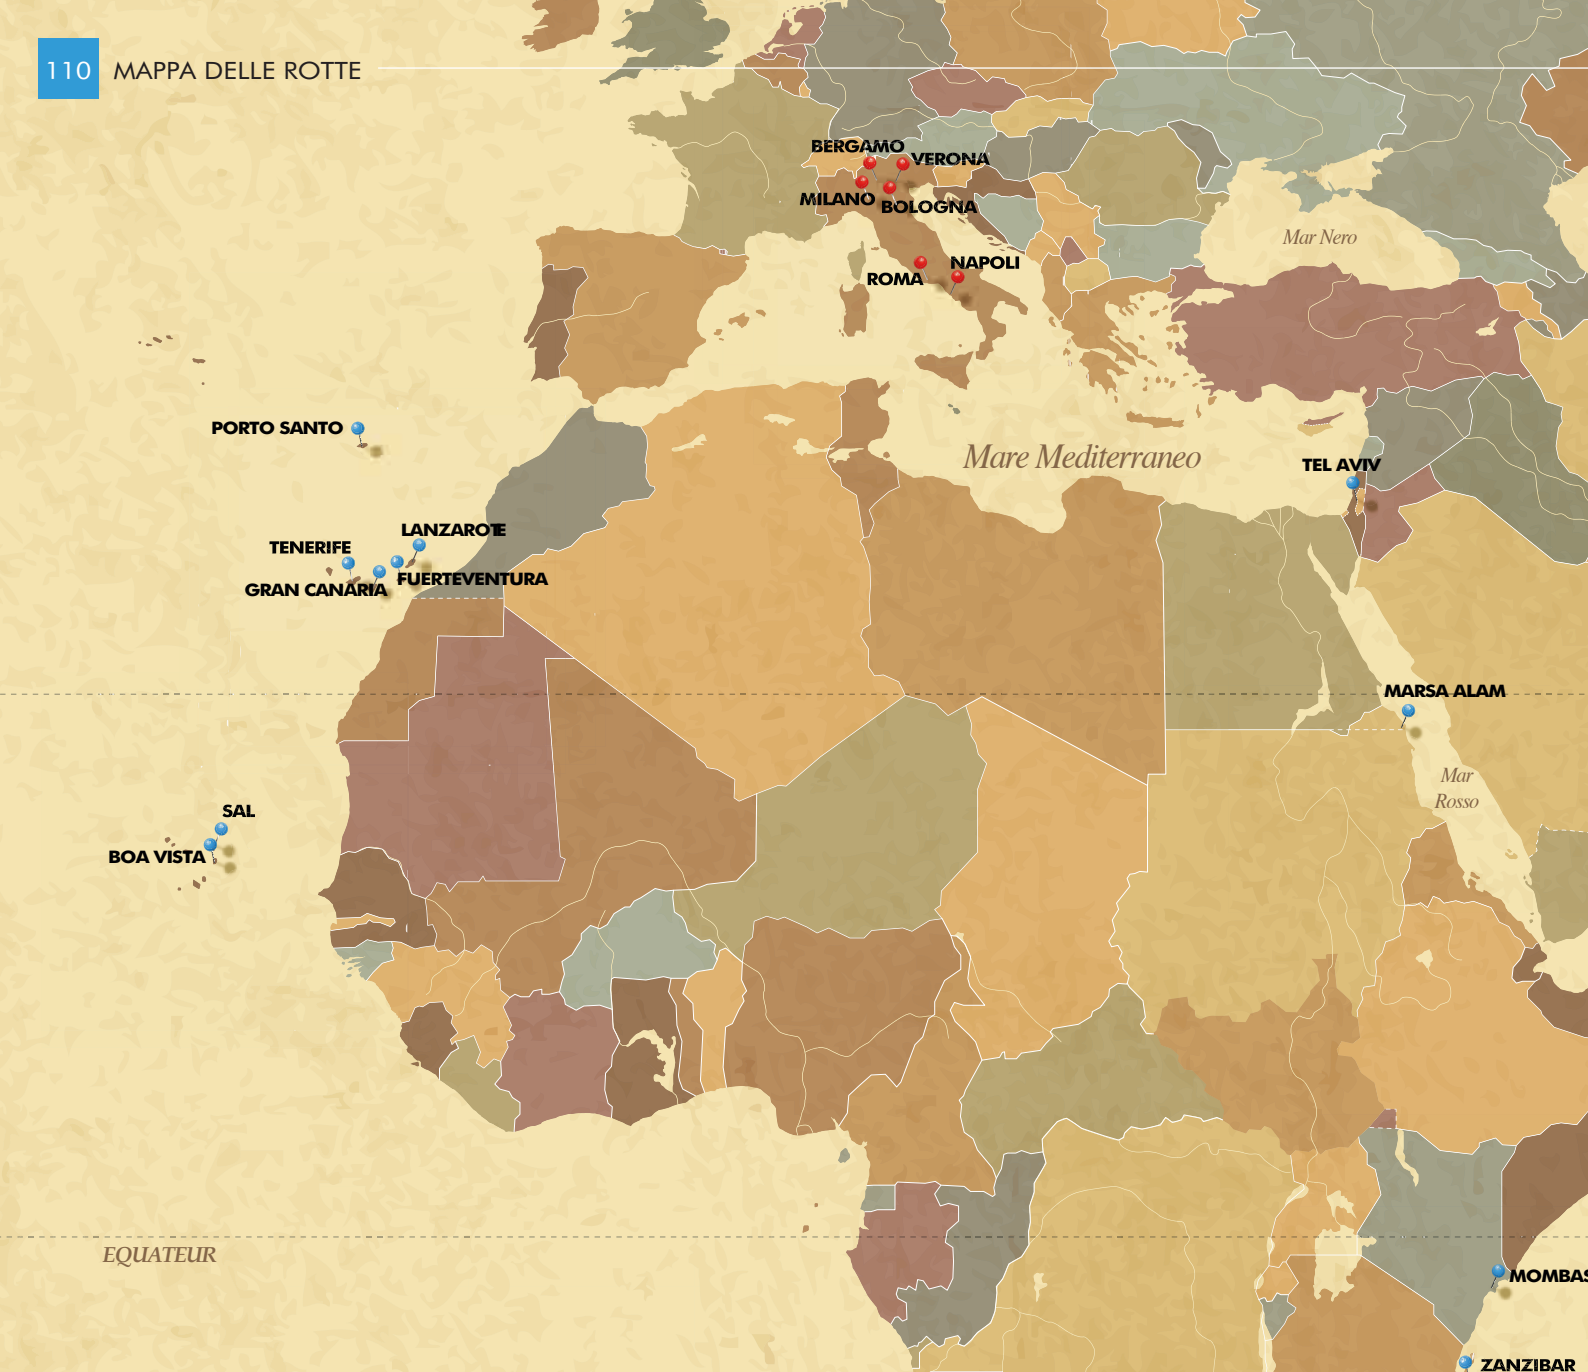 110 MAPPA DELLE ROTTE
BERGAMO
VERONA
MILANO
BOLOGNA
Mar Nero
NAPOLI
ROMA
PORTO SANTO
Mare Mediterraneo
TEL AVIV
LANZAROTE
TENERIFE
FUERTEVENTURA
GRAN CANARIA
MARSA ALAM
Mar
Rosso
SAL
BOA VISTA
EQUATEUR
MOMBAS
ZANZIBAR